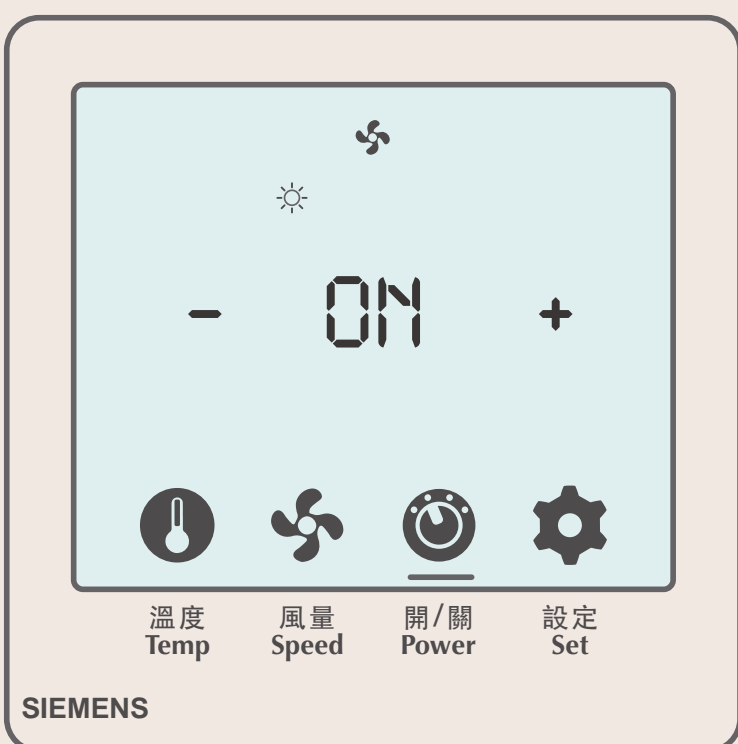 - ON +
溫度 風量 開/關 設定
Temp Speed Power Set
SIEMENS